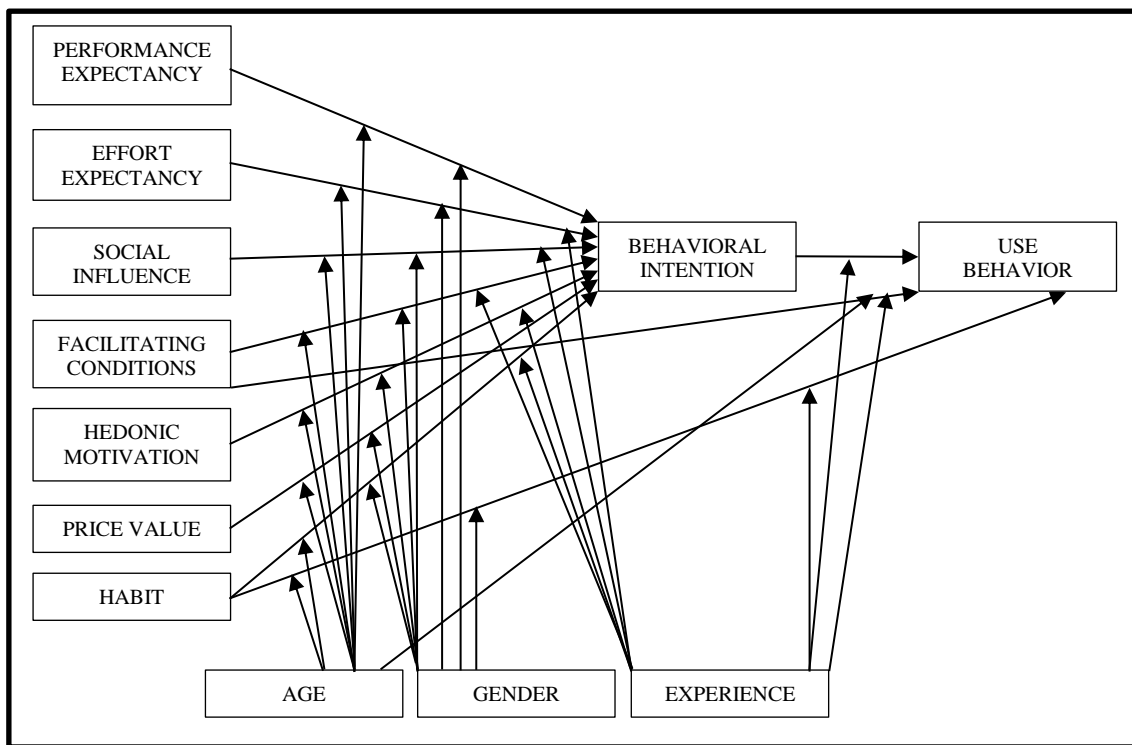 PERFORMANCE
EXPECTANCY
EFFORT
EXPECTANCY
SOCIAL
INFLUENCE
FACILITATING
CONDITIONS
HEDONIC
MOTIVATION
PRICE VALUE
HABIT
BEHAVIORAL
INTENTION
USE
BEHAVIOR
AGE
GENDER
EXPERIENCE